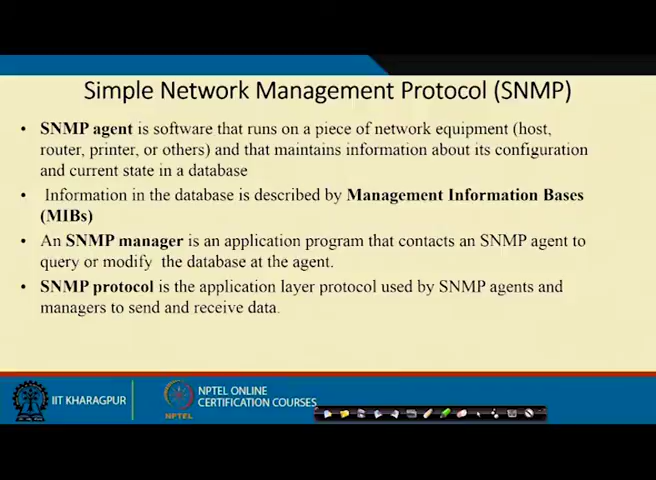 Simple Network Management Protocol (SNMP)
• SNMP agent is software that runs on a piece of network equipment (host,
router, printer, or others) and that maintains information about its configuration
and current state in a database
• Information in the database is described by Management Information Bases
(MIBs)
• An SNMP manager is an application program that contacts an SNMP agent to
query or modify the database at the agent.
• SNMP protocol is the application layer protocol used by SNMP agents and
managers to send and receive data.
IIT KHARAGPUR
NPTEL
NPTEL ONLINE
CERTIFICATION COURSES